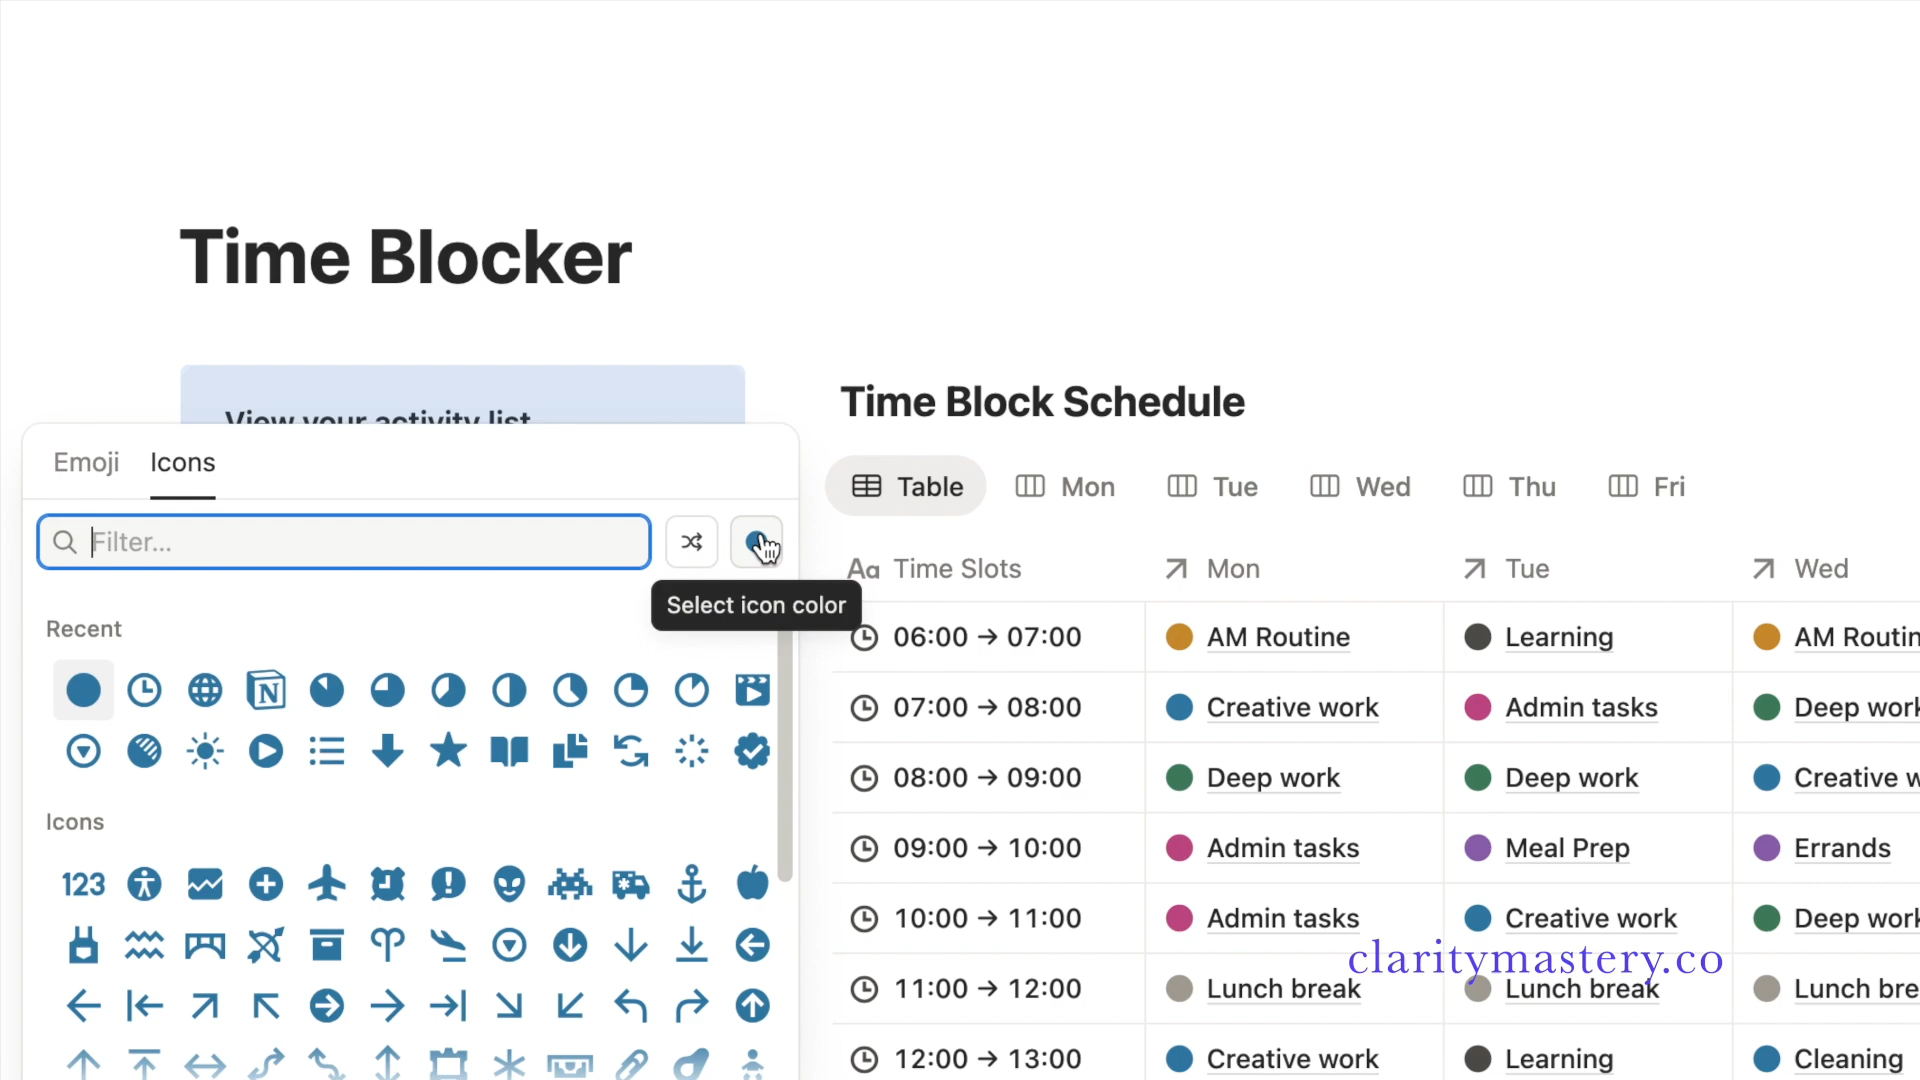 Time Blocker
View your activity list
Emoji Icons
Filter...
Select icon color
Recent
N
Icons
123
Time Block Schedule
Table Mon Tue Wed Thu Fri
Aa Time Slots Mon Tue Wed
06:00 → 07:00 AM Routine Learning AM Routin
07:00 → 08:00 Creative work Admin tasks Deep work
08:00 → 09:00 Deep work Deep work Creative w
09:00 → 10:00 Admin tasks Meal Prep Errands
10:00 → 11:00 Admin tasks Creative work Deep work
claritymastery.co
11:00 → 12:00 Lunch break Lunch break Lunch bre
12:00 → 13:00 Creative work Learning Cleaning